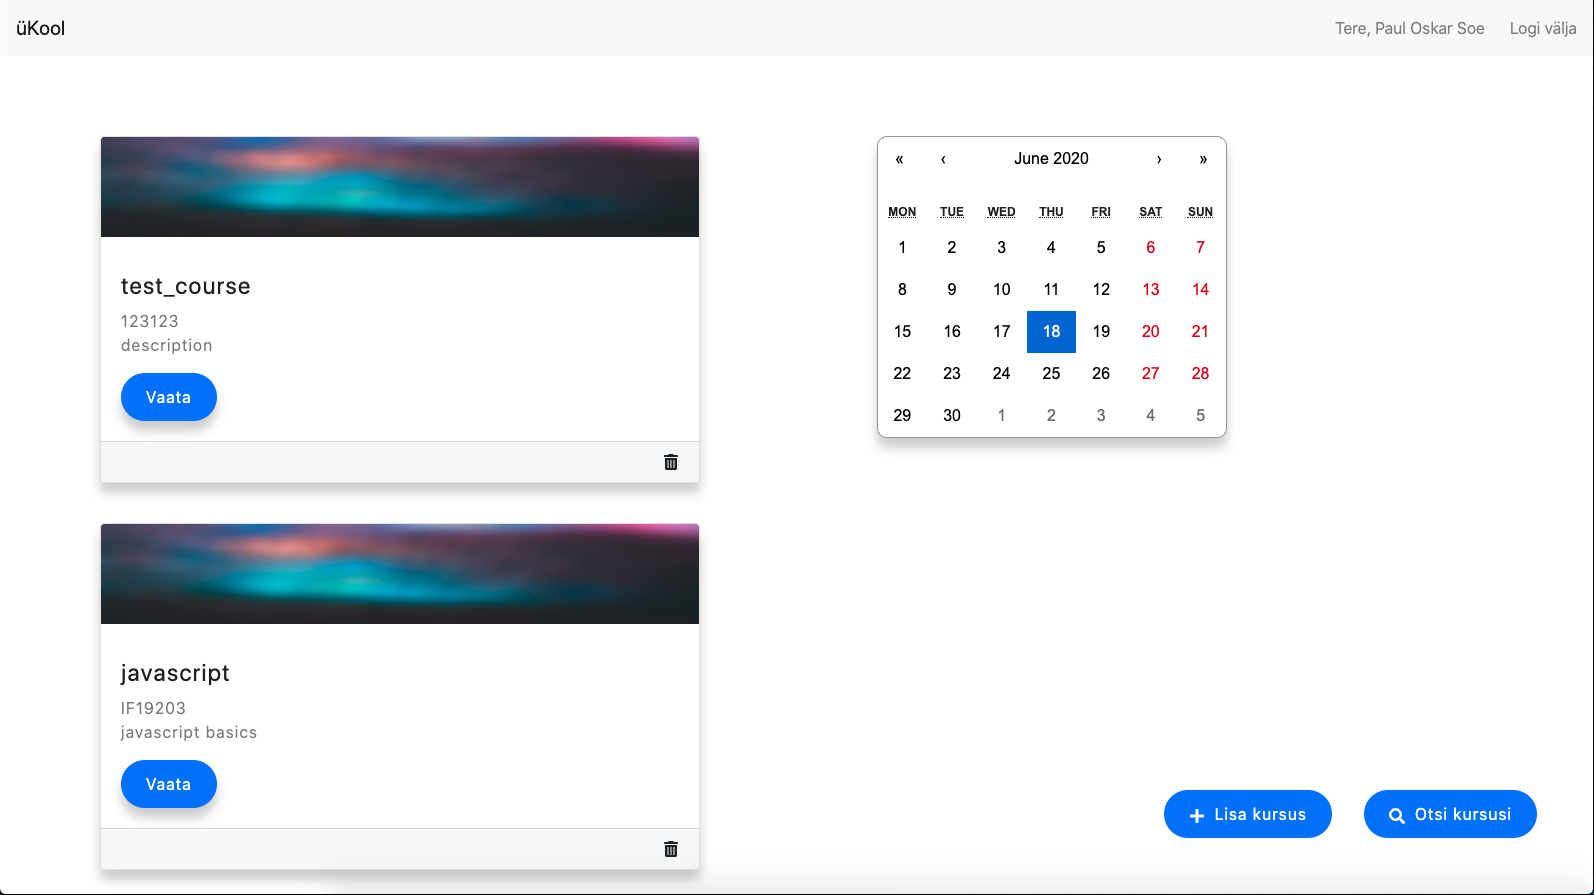 üKool
Tere, Paul Oskar Soe
Logi välja
test_course
123123
description
Vaata
javascript
IF19203
javascript basics
Vaata
« ‹ June 2020 › »
MON TUE WED THU FRI SAT SUN
1 2 3 4 5 6 7
8 9 10 11 12 13 14
15 16 17 18 19 20 21
22 23 24 25 26 27 28
29 30 1 2 3 4 5
Lisa kursus
Otsi kursusi